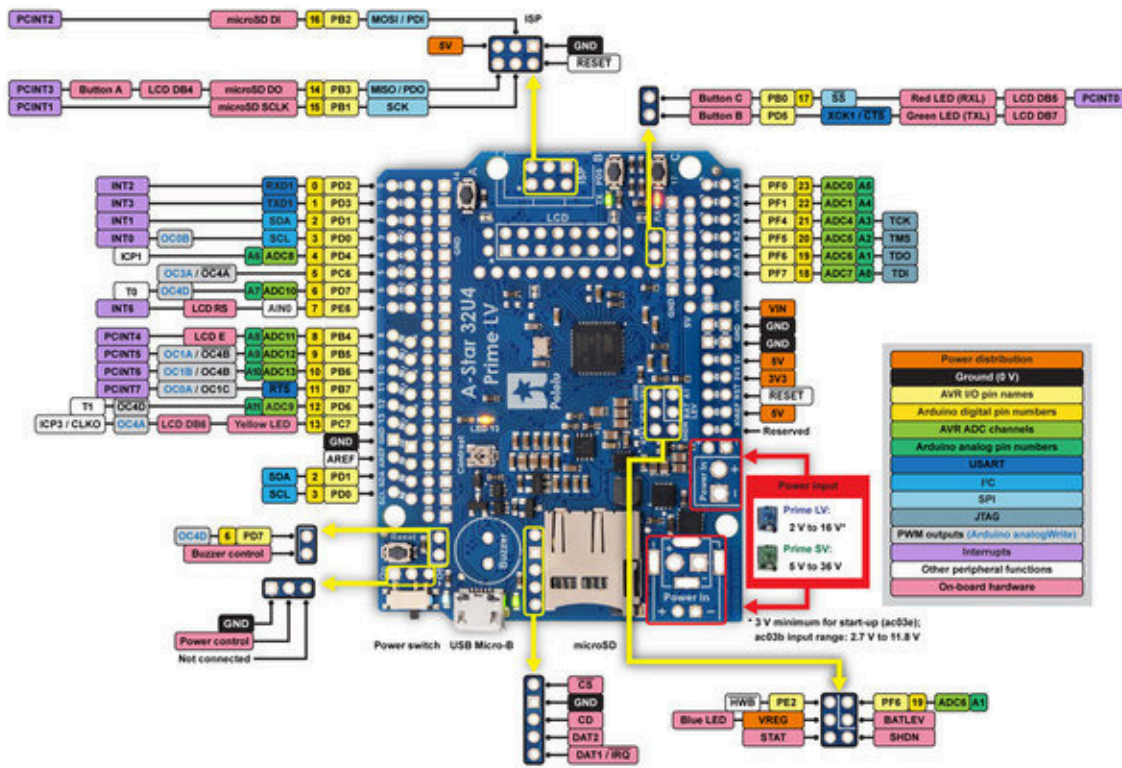 PCINT2 microSD DI 16 PB2 MOSI / PDI ISP
5V GND
RESET
PCINT3 Button A LCD DB4 microSD DO 14 PB3 MISO / PDO
PCINT1 microSD SCLK 15 PB1 SCK
Button C PB0 17 SS Red LED (RXL) LCD DB5 PCINT0
Button B PD5 XCK1 / CTS Green LED (TXL) LCD DB7
INT2 RXD1 0 PD2
INT3 TXD1 1 PD3
INT1 SDA 2 PD1
INT0 OC0B SCL 3 PD0
ICP1 A6 ADC8 4 PD4
OC3A / OC4A 5 PC6
T0 OC4D A7 ADC10 6 PD7
INT6 LCD RS AIN0 7 PE6
PCINT4 LCD E A8 ADC11 8 PB4
PCINT5 OC1A / OC4B A9 ADC12 9 PB5
PCINT6 OC1B / OC4B A10 ADC13 10 PB6
PCINT7 OC0A / OC1C RTS 11 PB7
T1 OC4D A11 ADC9 12 PD6
ICP3 / CLKO OC4A LCD DB6 Yellow LED 13 PC7
GND
AREF
SDA 2 PD1
SCL 3 PD0
PF0 23 ADC0 A5
PF1 22 ADC1 A4
PF4 21 ADC4 A3 TCK
PF5 20 ADC5 A2 TMS
PF6 19 ADC6 A1 TDO
PF7 18 ADC7 A0 TDI
VIN
GND
GND
5V
3V3
RESET
5V
Reserved
A
B
C
ISP
LCD
A-Star 32U4
Prime LV
Pololu
LED 13
Contrast
Reset
Buzzer
Power In
Power In
OC4D 6 PD7
Buzzer control
GND
Power control
Not connected
Power switch USB Micro-B microSD
Power input
Prime LV:
2 V to 16 V*
Prime SV:
5 V to 36 V
* 3 V minimum for start-up (ac03e);
ac03b input range: 2.7 V to 11.8 V
Power distribution
Ground (0 V)
AVR I/O pin names
Arduino digital pin numbers
AVR ADC channels
Arduino analog pin numbers
USART
I²C
SPI
JTAG
PWM outputs (Arduino analogWrite)
Interrupts
Other peripheral functions
On-board hardware
CS
GND
CD
DAT2
DAT1 / IRQ
HWB PE2 PF6 19 ADC6 A1
Blue LED VREG BATLEV
STAT SHDN